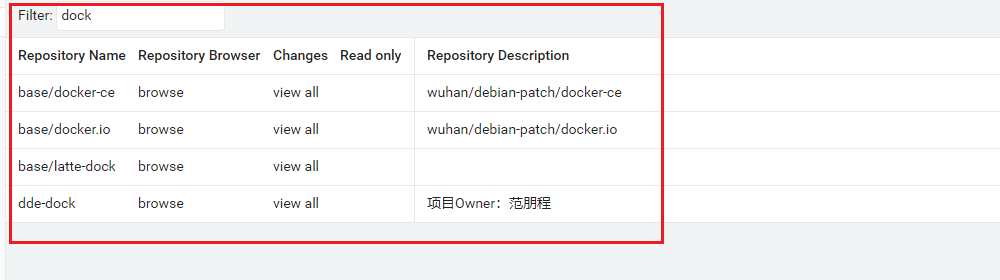 Filter: dock
Repository Name Repository Browser Changes Read only Repository Description
base/docker-ce browse view all wuhan/debian-patch/docker-ce
base/docker.io browse view all wuhan/debian-patch/docker.io
base/latte-dock browse view all
dde-dock browse view all 项目Owner：范朋程